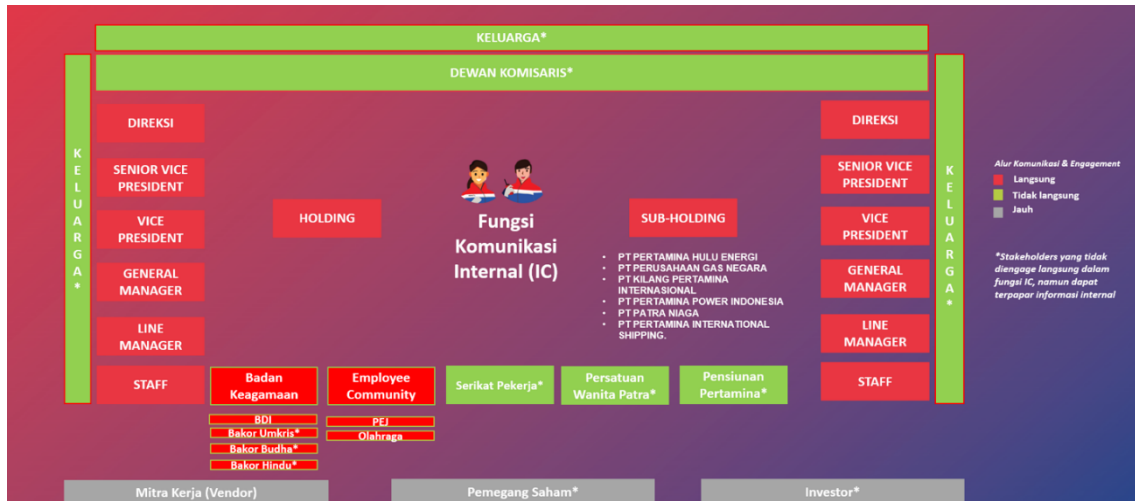 KELUARGA*
DEWAN KOMISARIS*
KELUARGA*
DIREKSI
SENIOR VICE
PRESIDENT
VICE
PRESIDENT
GENERAL
MANAGER
LINE
MANAGER
STAFF
HOLDING
Fungsi
Komunikasi
Internal (IC)
SUB-HOLDING
• PT PERTAMINA HULU ENERGI
• PT PERUSAHAAN GAS NEGARA
• PT KILANG PERTAMINA
INTERNASIONAL
• PT PERTAMINA POWER INDONESIA
• PT PATRA NIAGA
• PT PERTAMINA INTERNATIONAL
SHIPPING.
DIREKSI
SENIOR VICE
PRESIDENT
VICE
PRESIDENT
GENERAL
MANAGER
LINE
MANAGER
STAFF
KELUARGA*
Alur Komunikasi & Engagement
Langsung
Tidak langsung
Jauh
*Stakeholders yang tidak
diengage langsung dalam
fungsi IC, namun dapat
terpapar informasi internal
Badan
Keagamaan
BDI
Bakor Umkris*
Bakor Budha*
Bakor Hindu*
Employee
Community
PEJ
Olahraga
Serikat Pekerja*
Persatuan
Wanita Patra*
Pensiunan
Pertamina*
Mitra Kerja (Vendor)
Pemegang Saham*
Investor*